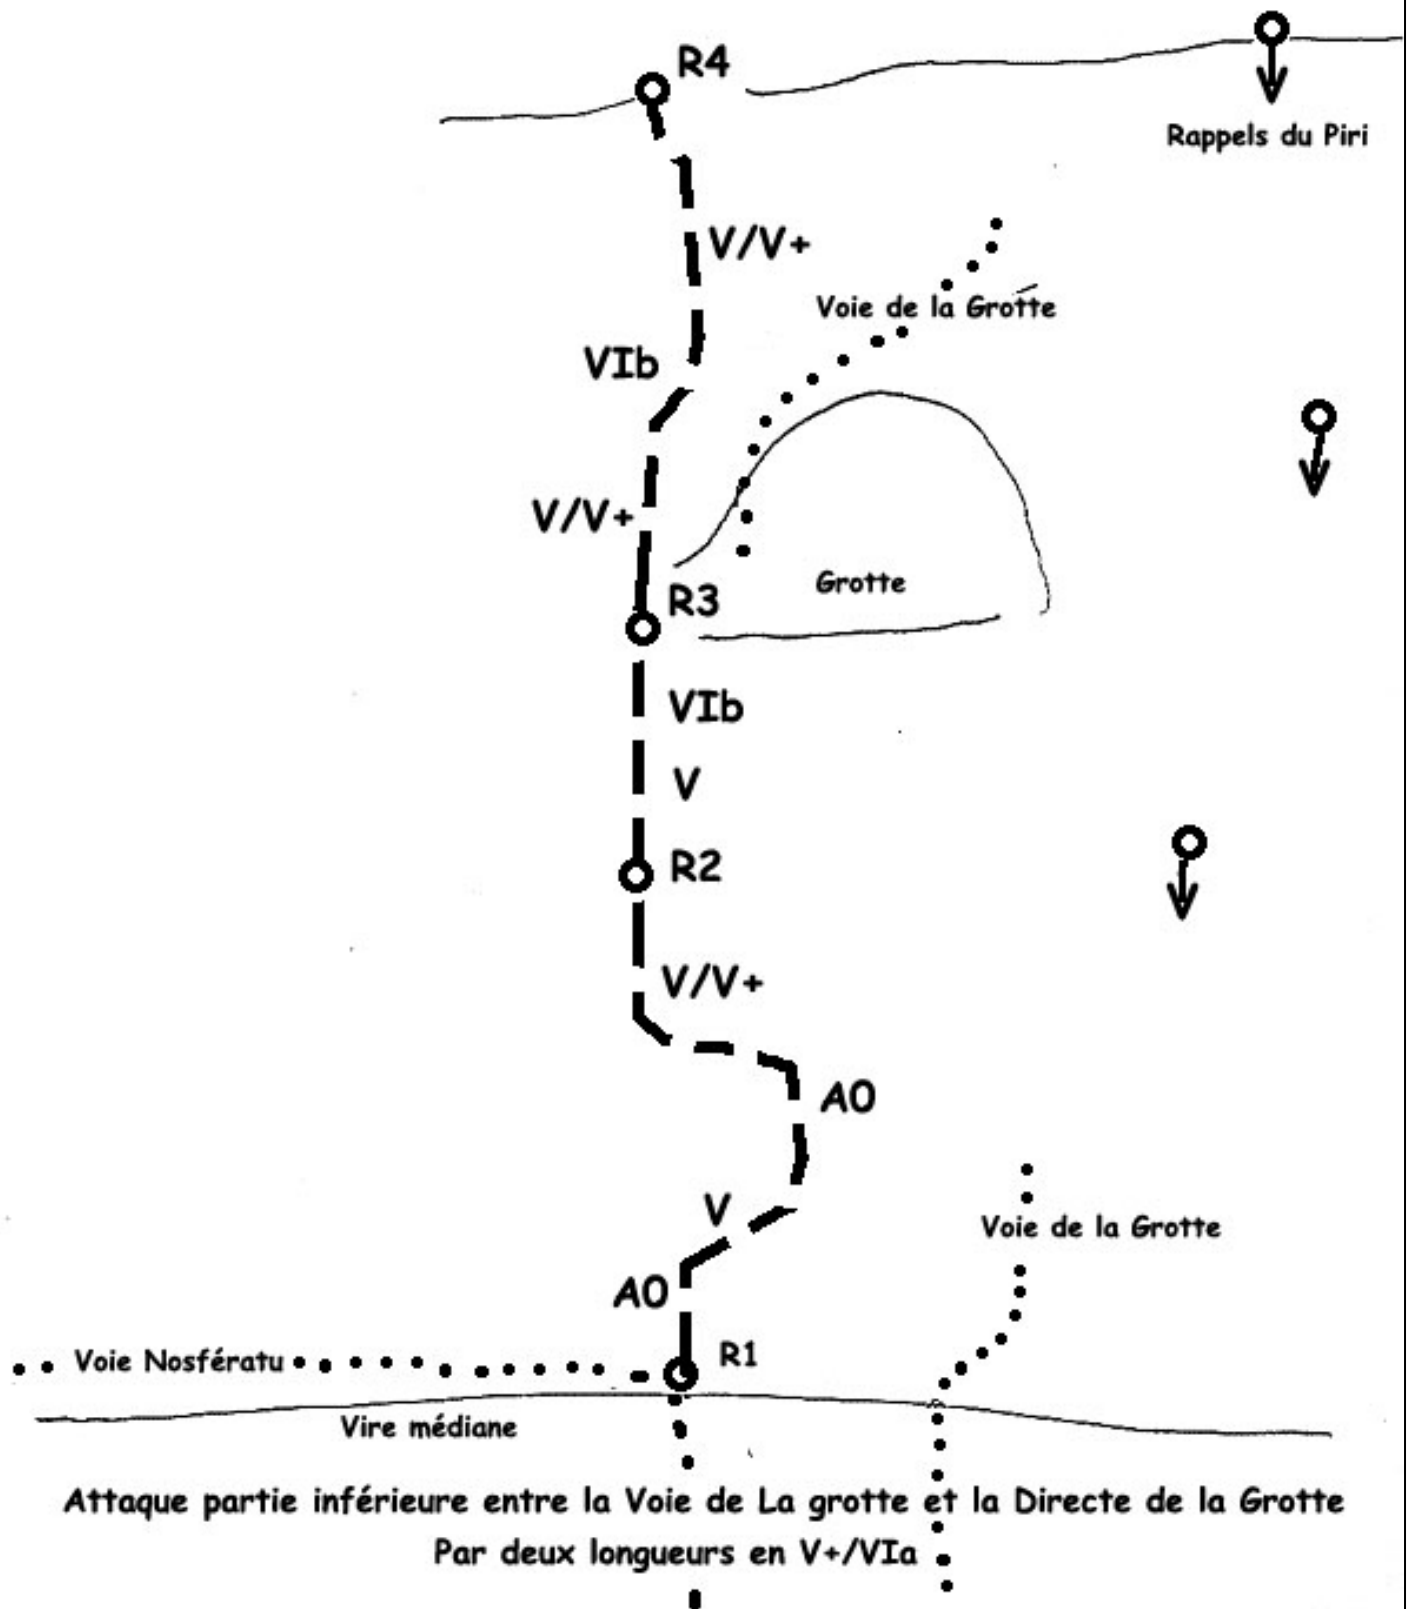 R4
Rappels du Piri
V/V+
Voie de la Grotte
VIb
V/V+
Grotte
R3
VIb
V
R2
V/V+
A0
V
Voie de la Grotte
A0
R1
Voie Nosfératu
Vire médiane
Attaque partie inférieure entre la Voie de La grotte et la Directe de la Grotte
Par deux longueurs en V+/VIa